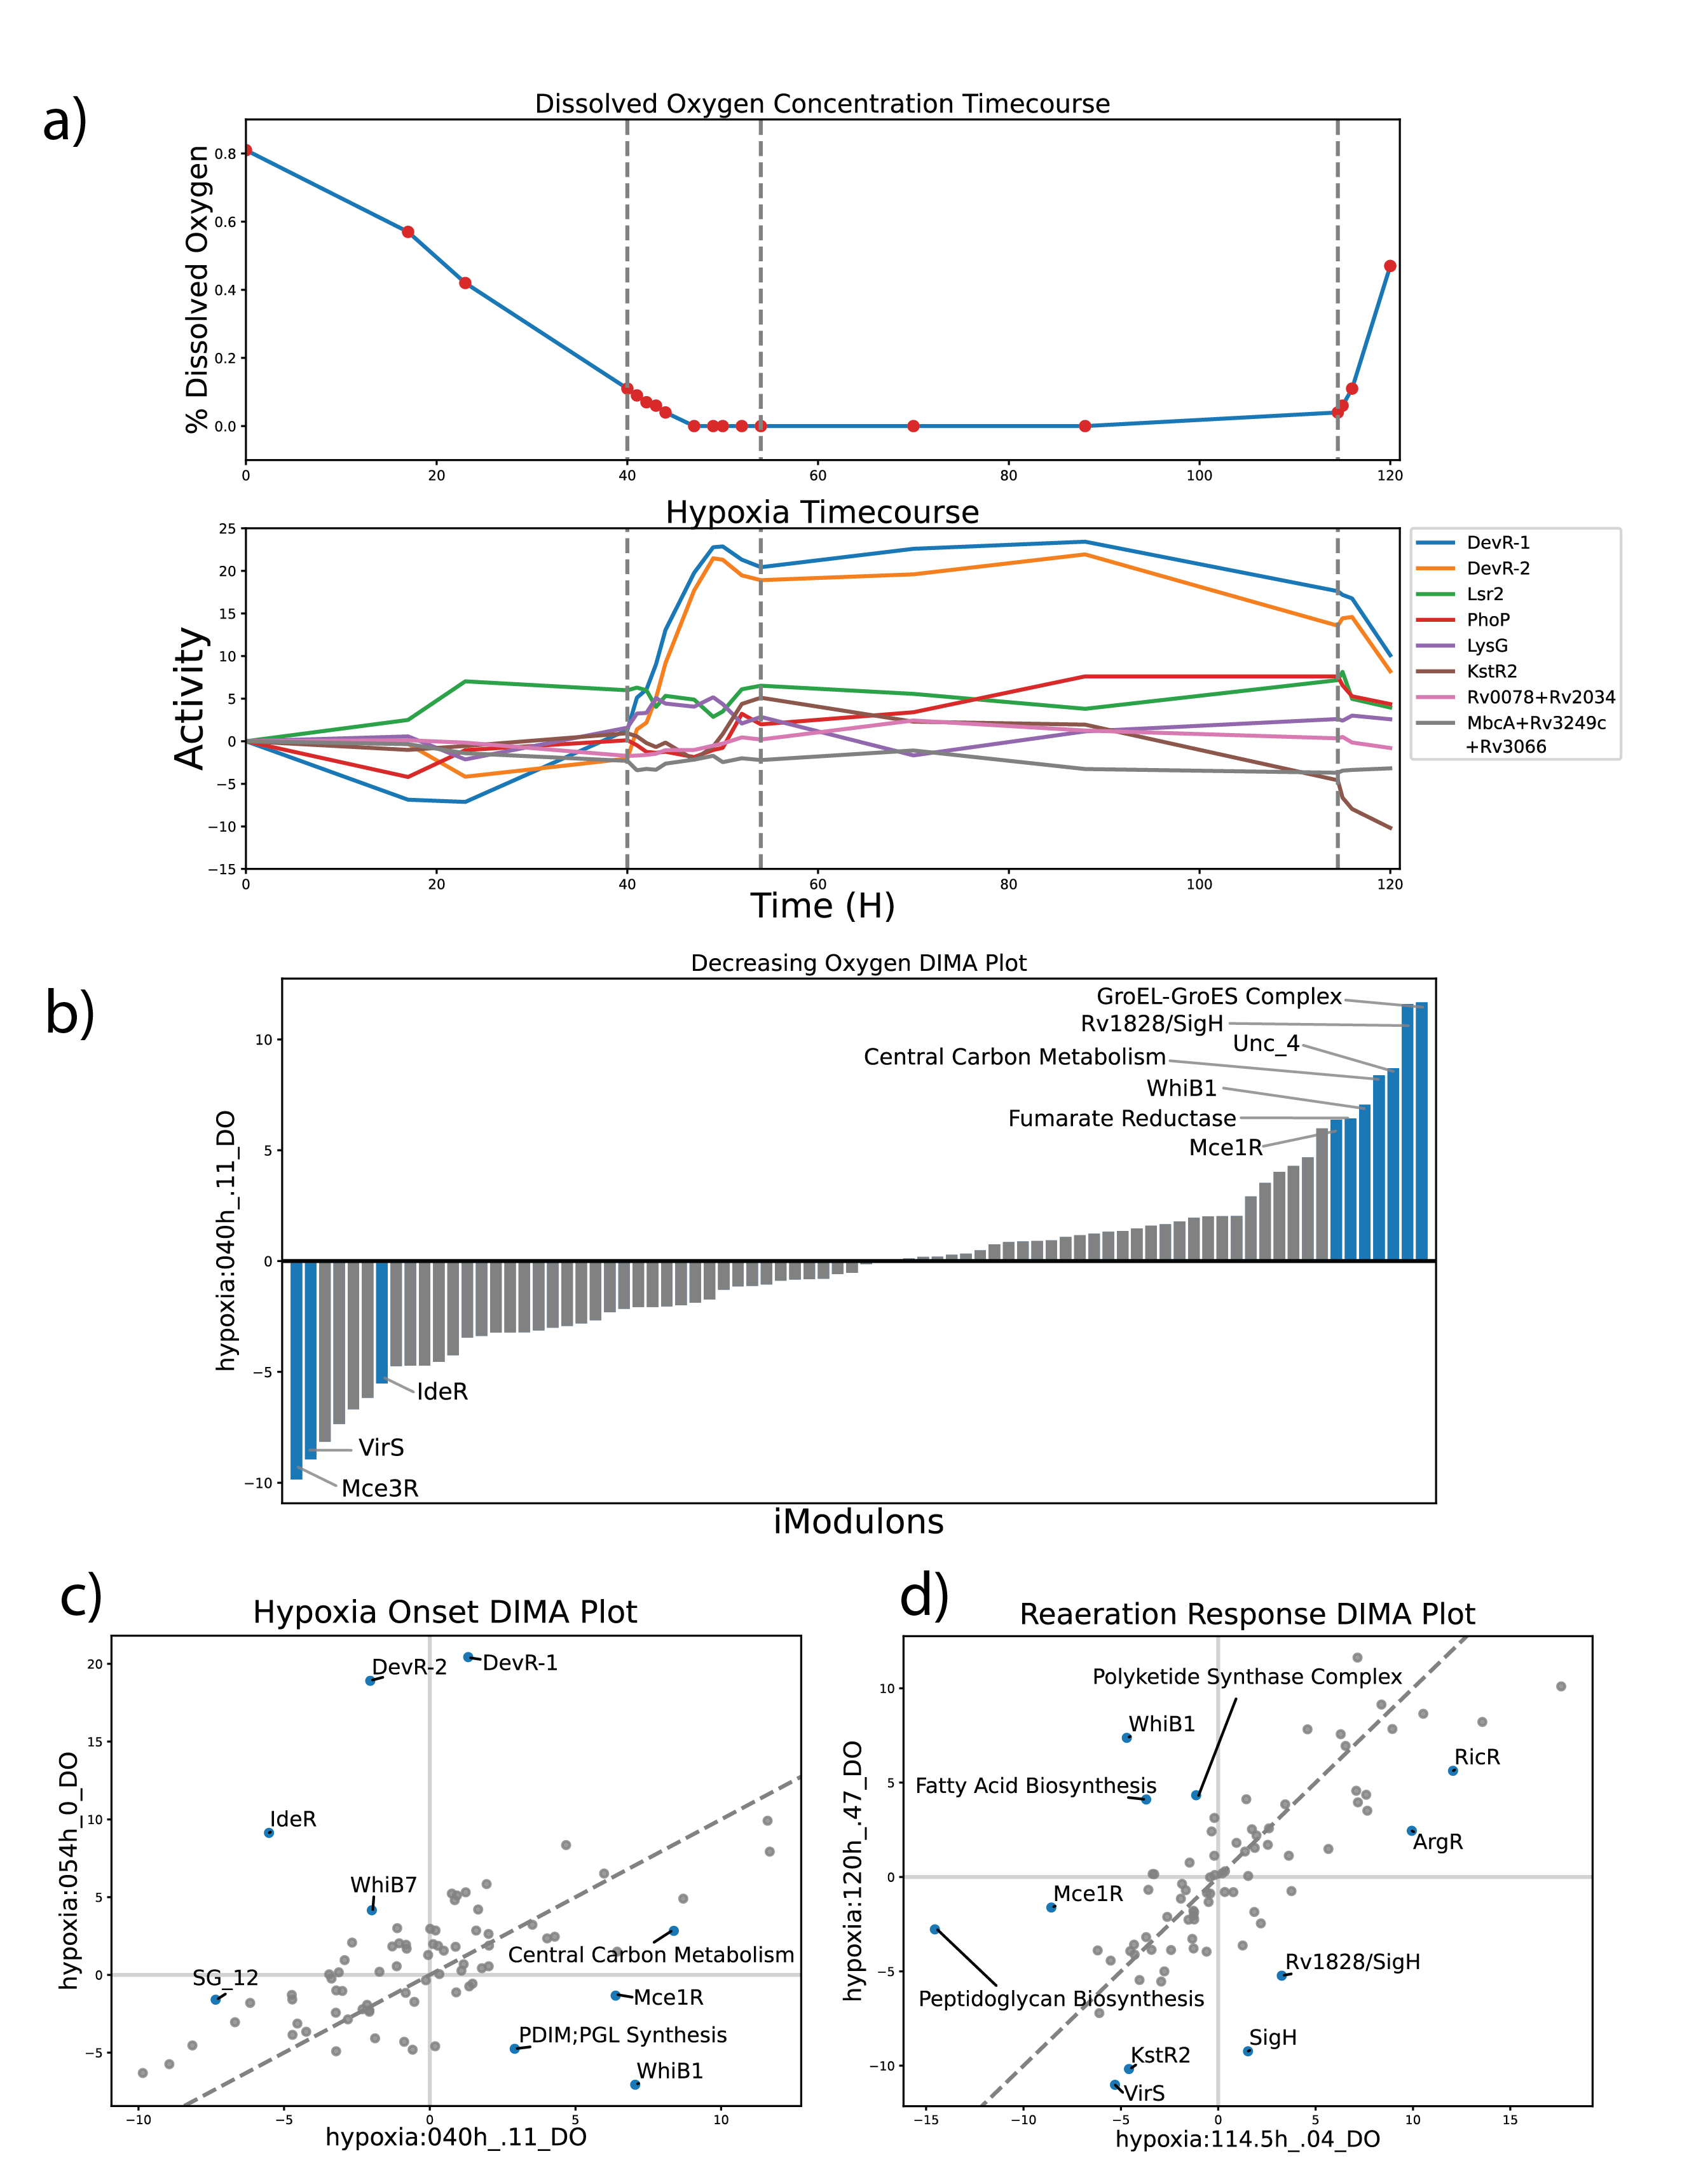 a)
Dissolved Oxygen Concentration Timecourse
% Dissolved Oxygen
0.8
0.6
0.4
0.2
0.0
0 20 40 60 80 100 120
Hypoxia Timecourse
Activity
25
20
15
10
5
0
−5
−10
−15
0 20 40 60 80 100 120
Time (H)
DevR-1
DevR-2
Lsr2
PhoP
LysG
KstR2
Rv0078+Rv2034
MbcA+Rv3249c
+Rv3066
b)
Decreasing Oxygen DIMA Plot
hypoxia:040h_.11_DO
10
5
0
−5
−10
GroEL-GroES Complex
Rv1828/SigH
Unc_4
Central Carbon Metabolism
WhiB1
Fumarate Reductase
Mce1R
IdeR
VirS
Mce3R
iModulons
c)
Hypoxia Onset DIMA Plot
hypoxia:054h_0_DO
20
15
10
5
0
−5
DevR-2
DevR-1
IdeR
WhiB7
Central Carbon Metabolism
SG_12
Mce1R
PDIM;PGL Synthesis
WhiB1
−10 −5 0 5 10
hypoxia:040h_.11_DO
d)
Reaeration Response DIMA Plot
hypoxia:120h_.47_DO
10
5
0
−5
−10
Polyketide Synthase Complex
WhiB1
RicR
Fatty Acid Biosynthesis
ArgR
Mce1R
Rv1828/SigH
Peptidoglycan Biosynthesis
SigH
KstR2
VirS
−15 −10 −5 0 5 10 15
hypoxia:114.5h_.04_DO